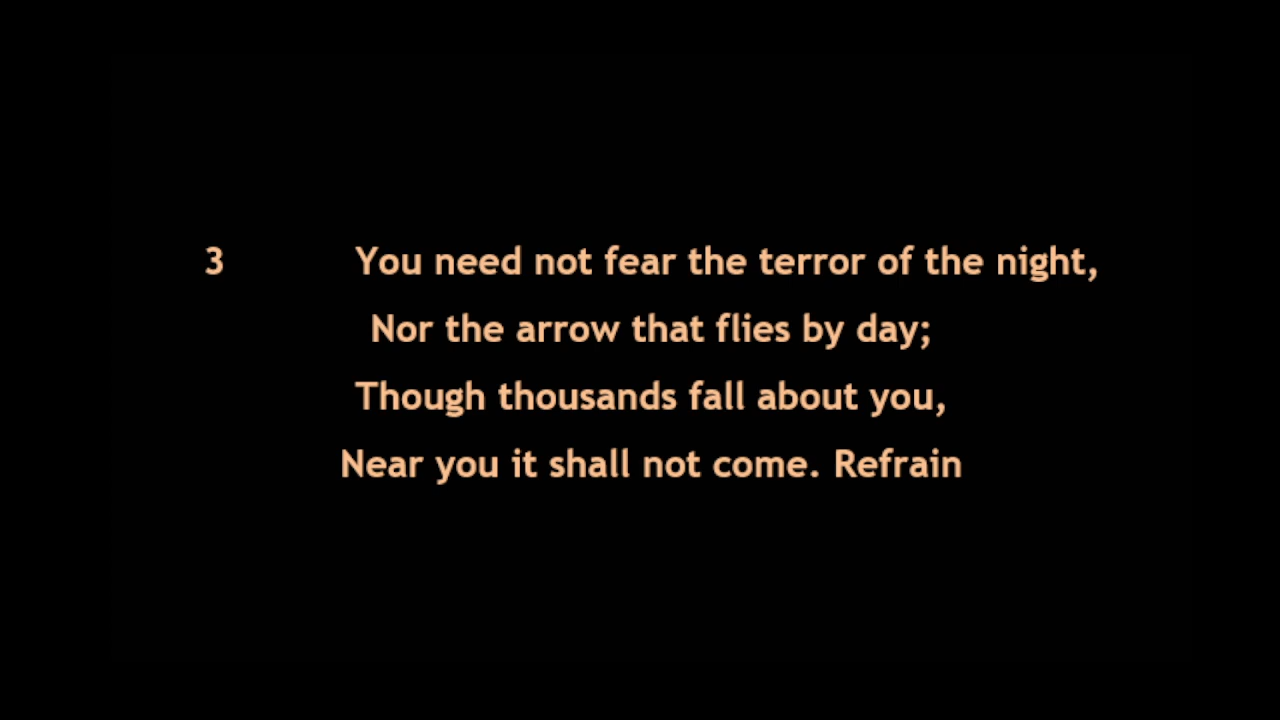 3 You need not fear the terror of the night,
Nor the arrow that flies by day;
Though thousands fall about you,
Near you it shall not come. Refrain